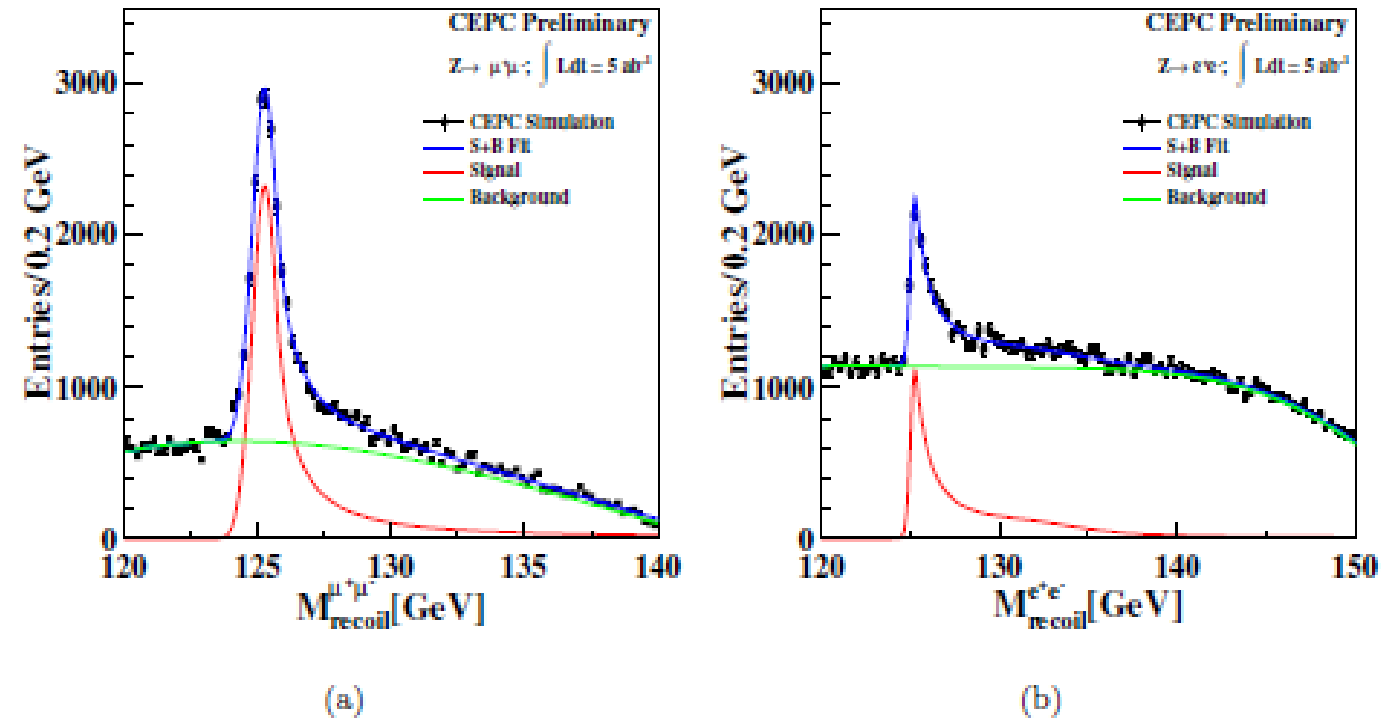 CEPC Preliminary
Z→ μ⁺μ⁻; ∫ Ldt = 5 ab⁻¹
CEPC Simulation
S+B Fit
Signal
Background
Entries/0.2 GeV
3000
2000
1000
0
120 125 130 135 140
M_recoil^μ⁺μ⁻ [GeV]
(a)
CEPC Preliminary
Z→ e⁺e⁻; ∫ Ldt = 5 ab⁻¹
CEPC Simulation
S+B Fit
Signal
Background
Entries/0.2 GeV
3000
2000
1000
0
120 130 140 150
M_recoil^e⁺e⁻ [GeV]
(b)